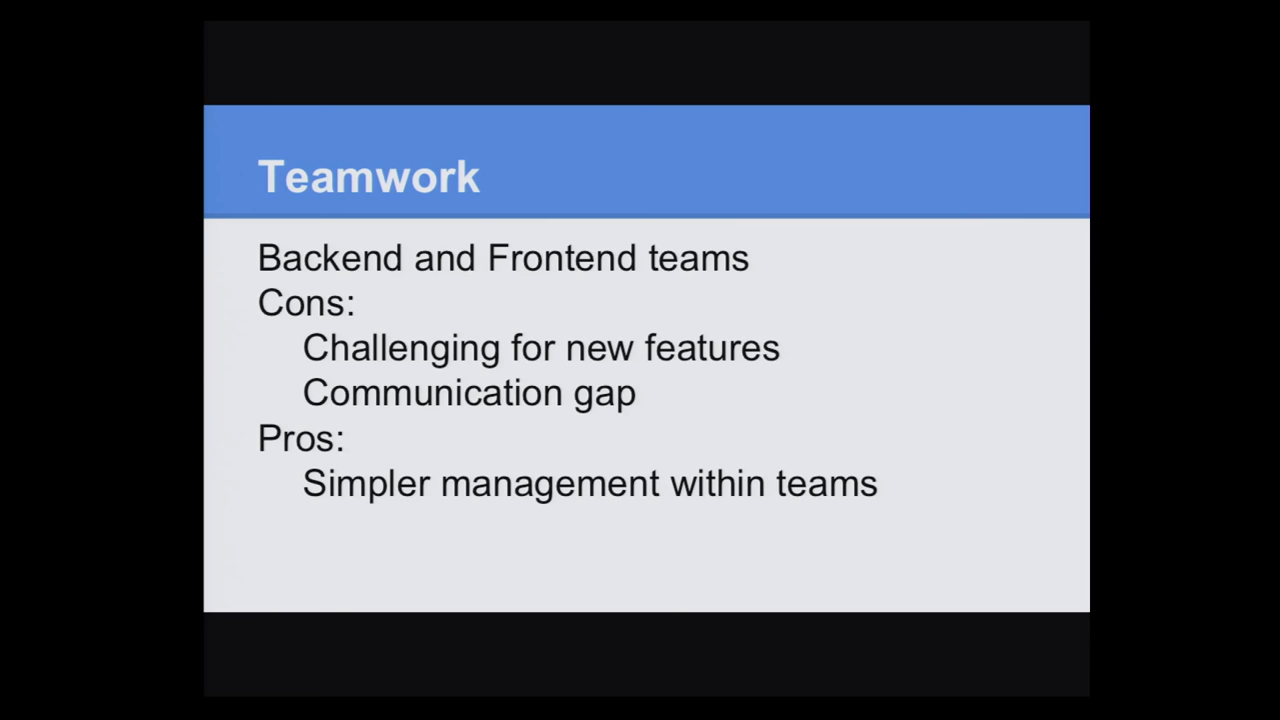 Teamwork
Backend and Frontend teams
Cons:
Challenging for new features
Communication gap
Pros:
Simpler management within teams